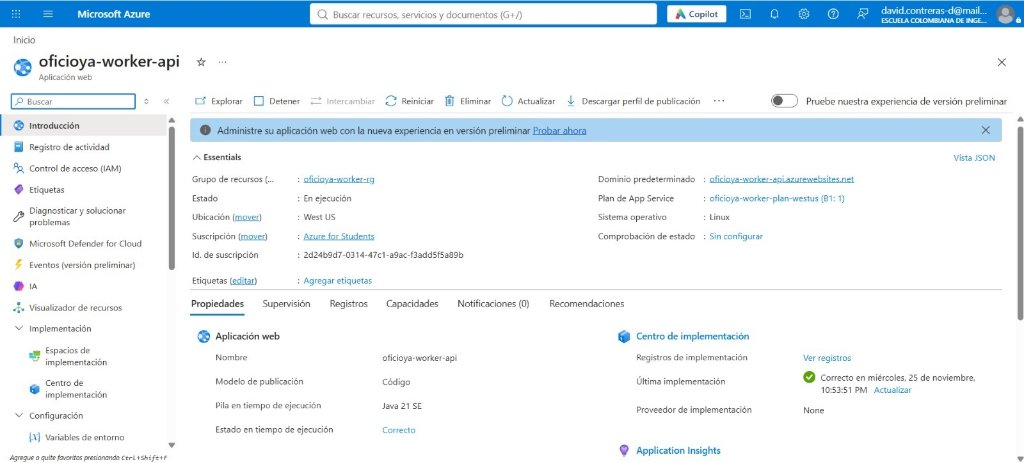 Microsoft Azure
Buscar recursos, servicios y documentos (G+/)
Copilot
david.contreras-d@mail...
ESCUELA COLOMBIANA DE INGE...
Inicio
oficioya-worker-api
Aplicación web
Buscar
Explorar Detener Intercambiar Reiniciar Eliminar Actualizar Descargar perfil de publicación ... Pruebe nuestra experiencia de versión preliminar
Introducción
Registro de actividad
Control de acceso (IAM)
Etiquetas
Diagnosticar y solucionar
problemas
Microsoft Defender for Cloud
Eventos (versión preliminar)
IA
Visualizador de recursos
Implementación
Espacios de
implementación
Centro de
implementación
Configuración
Variables de entorno
Agregue o quite favoritos presionando Ctrl+Shift+F
Administre su aplicación web con la nueva experiencia en versión preliminar Probar ahora
Essentials
Vista JSON
Grupo de recursos (... : oficioya-worker-rg
Estado : En ejecución
Ubicación (mover) : West US
Suscripción (mover) : Azure for Students
Id. de suscripción : 2d24b9d7-0314-47c1-a9ac-f3add5f5a89b
Etiquetas (editar) : Agregar etiquetas
Dominio predeterminado : oficioya-worker-api.azurewebsites.net
Plan de App Service : oficioya-worker-plan-westus (B1: 1)
Sistema operativo : Linux
Comprobación de estado : Sin configurar
Propiedades Supervisión Registros Capacidades Notificaciones (0) Recomendaciones
Aplicación web
Nombre oficioya-worker-api
Modelo de publicación Código
Pila en tiempo de ejecución Java 21 SE
Estado en tiempo de ejecución Correcto
Centro de implementación
Registros de implementación Ver registros
Última implementación Correcto en miércoles, 25 de noviembre,
10:53:51 PM Actualizar
Proveedor de implementación None
Application Insights